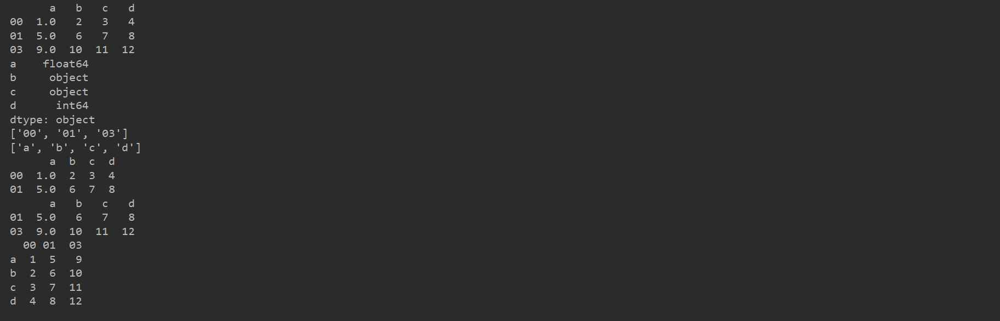 a   b   c   d
00  1.0   2   3   4
01  5.0   6   7   8
03  9.0  10  11  12
a    float64
b     object
c     object
d      int64
dtype: object
['00', '01', '03']
['a', 'b', 'c', 'd']
      a  b  c  d
00  1.0  2  3  4
01  5.0  6  7  8
      a   b   c   d
01  5.0   6   7   8
03  9.0  10  11  12
  00 01  03
a  1  5   9
b  2  6  10
c  3  7  11
d  4  8  12